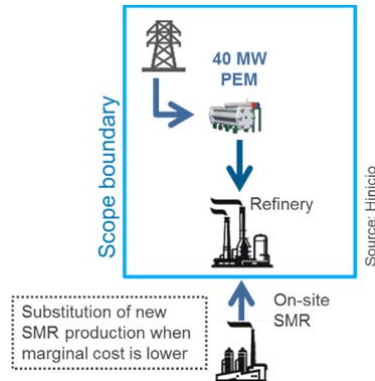 40 MW
PEM
Scope boundary
Refinery
Source: Hinicio
On-site
SMR
Substitution of new
SMR production when
marginal cost is lower